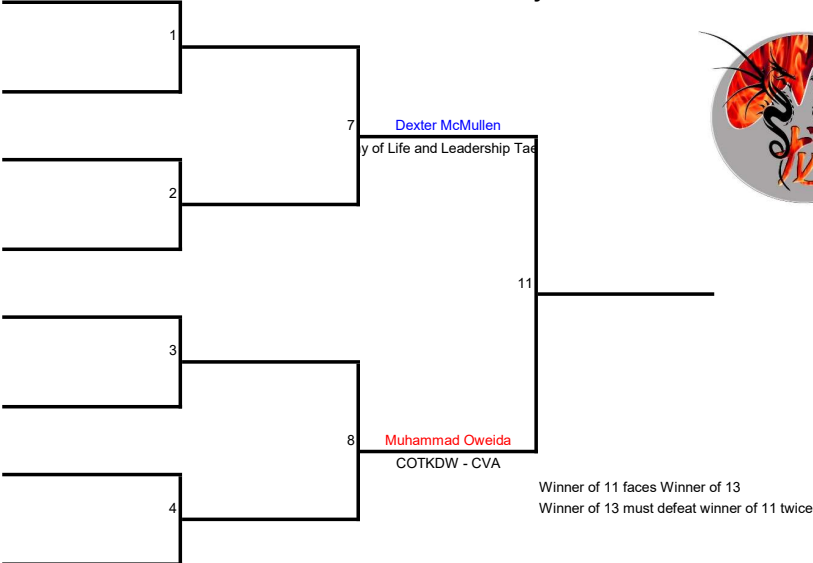 1
7
Dexter McMullen
y of Life and Leadership Tae
2
11
3
8
Muhammad Oweida
COTKDW - CVA
Winner of 11 faces Winner of 13
4
Winner of 13 must defeat winner of 11 twice